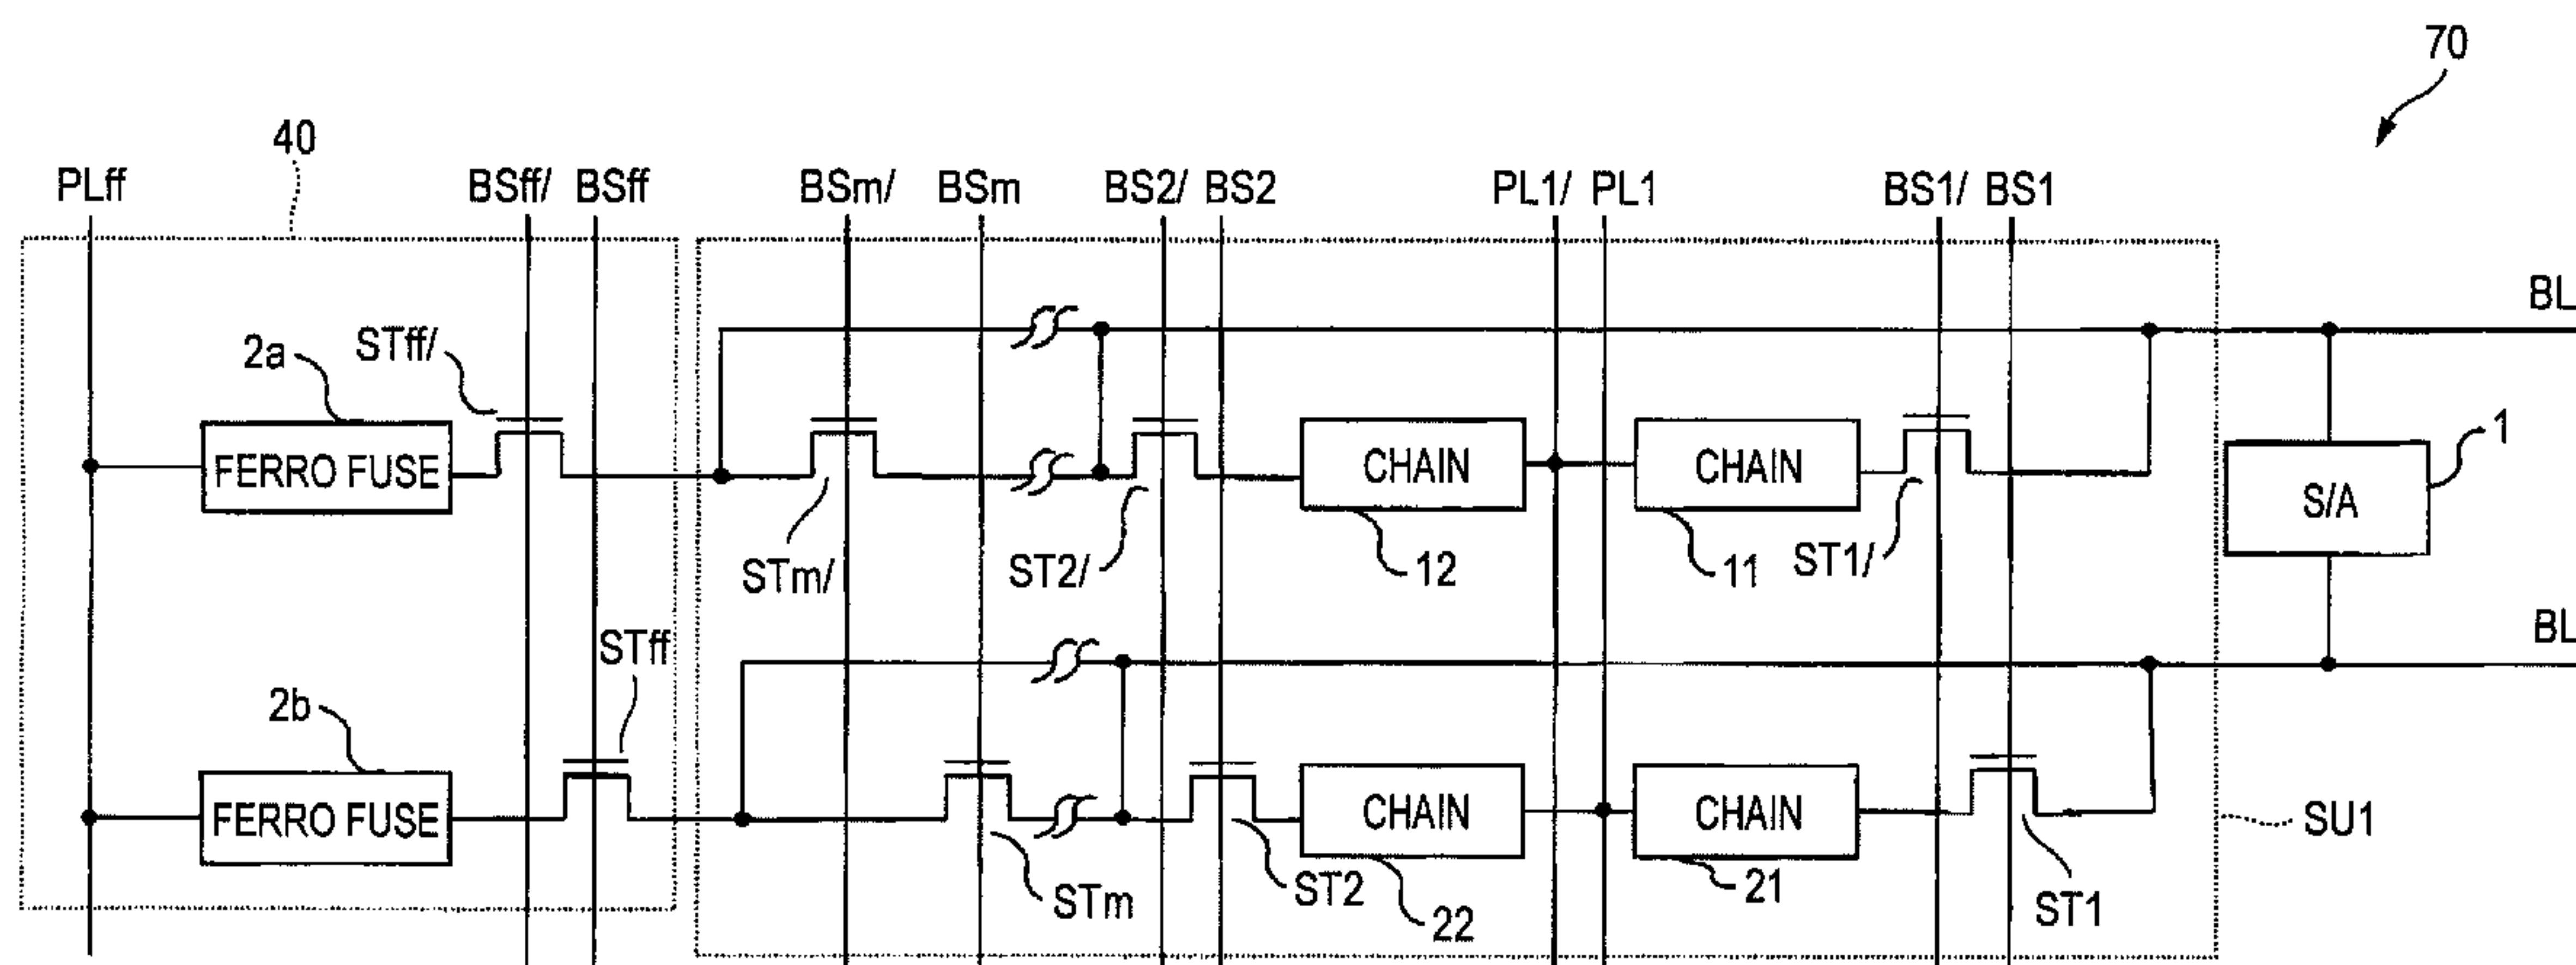 70
40
PLff BSff/ BSff BSm/ BSm BS2/ BS2 PL1/ PL1 BS1/ BS1
BL
2a STff/
FERRO FUSE CHAIN CHAIN S/A 1
STm/ ST2/ 12 11 ST1/
STff BL
2b
FERRO FUSE CHAIN CHAIN SU1
STm ST2 22 21 ST1